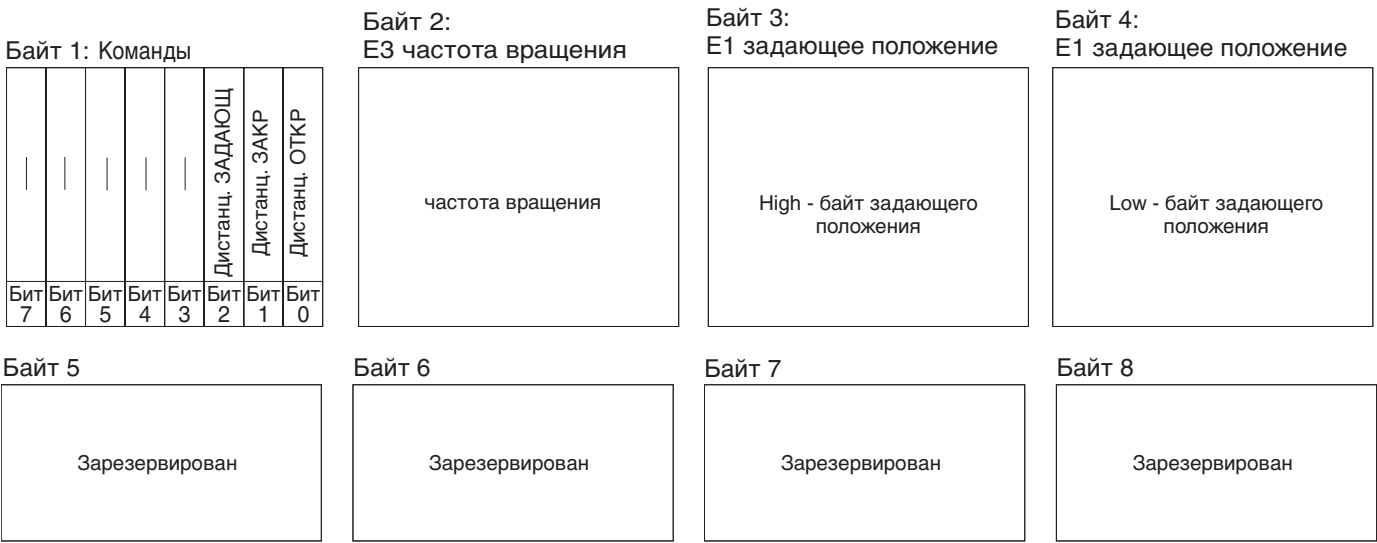 Байт 1: Команды
Дистанц. ЗАДАЮЩ
Дистанц. ЗАКР
Дистанц. ОТКР
Бит 7
Бит 6
Бит 5
Бит 4
Бит 3
Бит 2
Бит 1
Бит 0
Байт 2:
Е3 частота вращения
частота вращения
Байт 3:
Е1 задающее положение
High - байт задающего
положения
Байт 4:
Е1 задающее положение
Low - байт задающего
положения
Байт 5
Зарезервирован
Байт 6
Зарезервирован
Байт 7
Зарезервирован
Байт 8
Зарезервирован